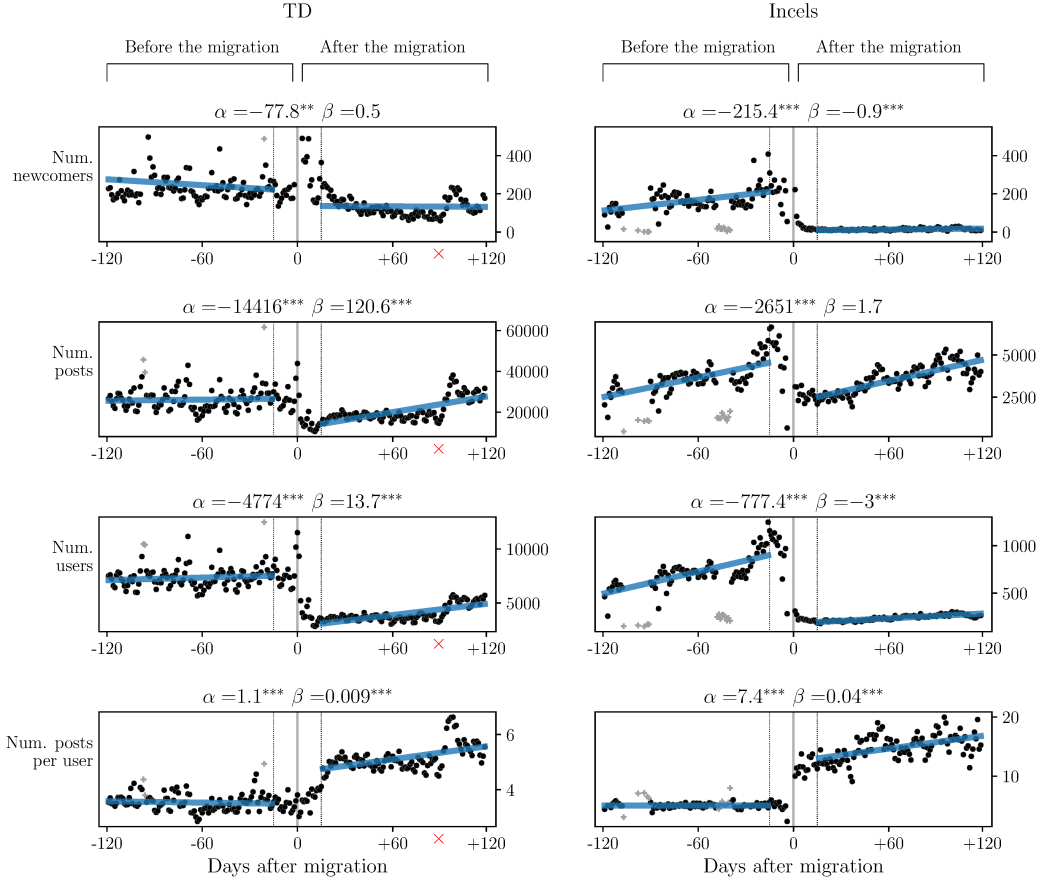 TD
Incels
Before the migration After the migration
Before the migration After the migration
α =−77.8** β =0.5
α =−215.4*** β =−0.9***
Num.
newcomers
400
200
0
400
200
0
-120 -60 0 +60 +120
-120 -60 0 +60 +120
α =−14416*** β =120.6***
α =−2651*** β =1.7
Num.
posts
60000
40000
20000
5000
2500
-120 -60 0 +60 +120
-120 -60 0 +60 +120
α =−4774*** β =13.7***
α =−777.4*** β =−3***
Num.
users
10000
5000
1000
500
-120 -60 0 +60 +120
-120 -60 0 +60 +120
α =1.1*** β =0.009***
α =7.4*** β =0.04***
Num. posts
per user
6
4
20
10
-120 -60 0 +60 +120
-120 -60 0 +60 +120
Days after migration
Days after migration